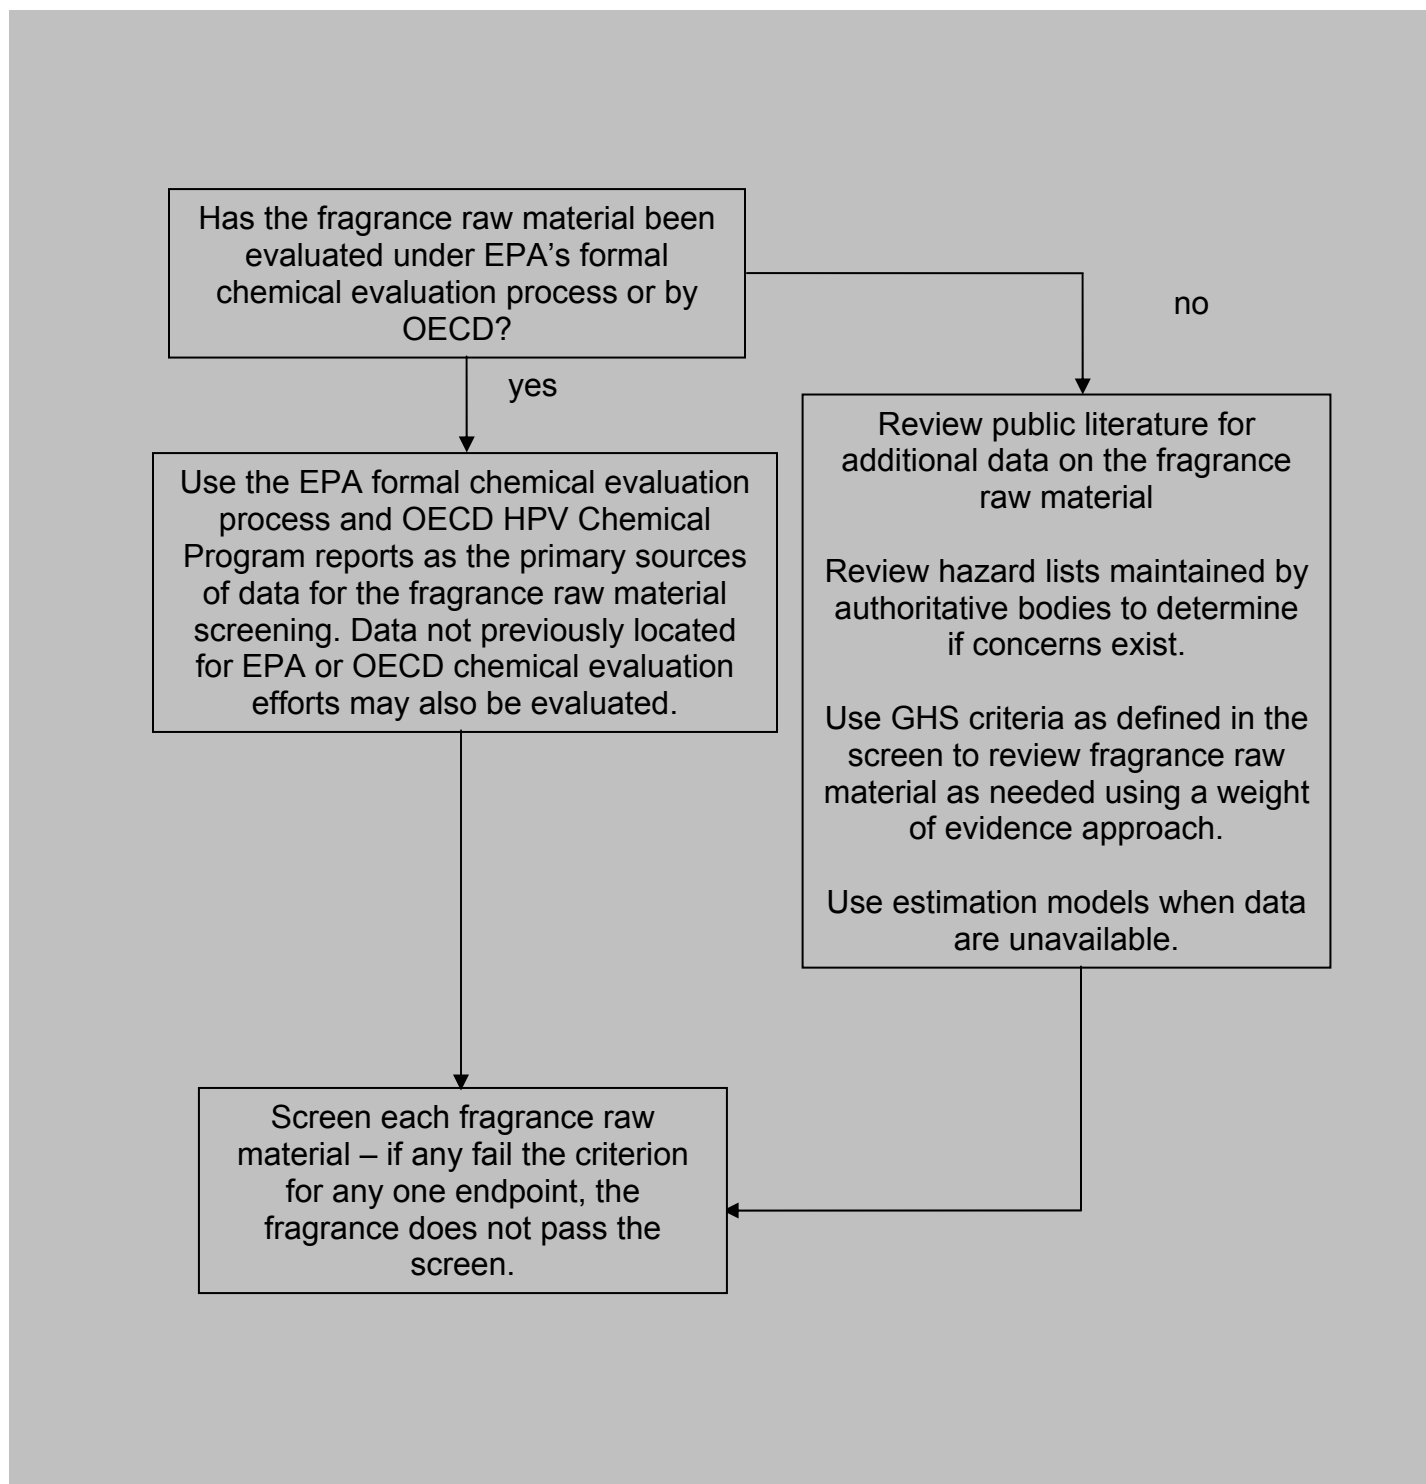 Has the fragrance raw material been
evaluated under EPA’s formal
chemical evaluation process or by
OECD?
no
yes
Use the EPA formal chemical evaluation
process and OECD HPV Chemical
Program reports as the primary sources
of data for the fragrance raw material
screening. Data not previously located
for EPA or OECD chemical evaluation
efforts may also be evaluated.
Review public literature for
additional data on the fragrance
raw material
Review hazard lists maintained by
authoritative bodies to determine
if concerns exist.
Use GHS criteria as defined in the
screen to review fragrance raw
material as needed using a weight
of evidence approach.
Use estimation models when data
are unavailable.
Screen each fragrance raw
material – if any fail the criterion
for any one endpoint, the
fragrance does not pass the
screen.